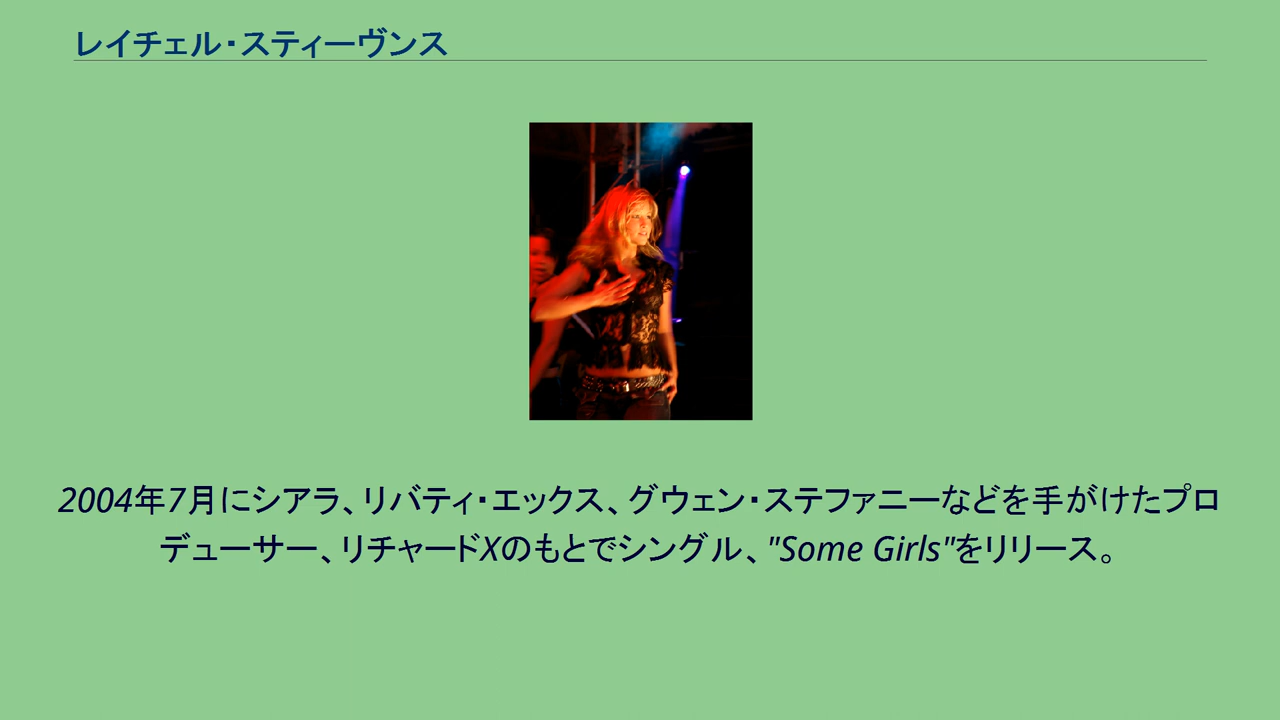 レイチェル・スティーヴンス
2004年7月にシアラ、リバティ・エックス、グウェン・ステファニーなどを手がけたプロ
デューサー、リチャードXのもとでシングル、"Some Girls"をリリース。